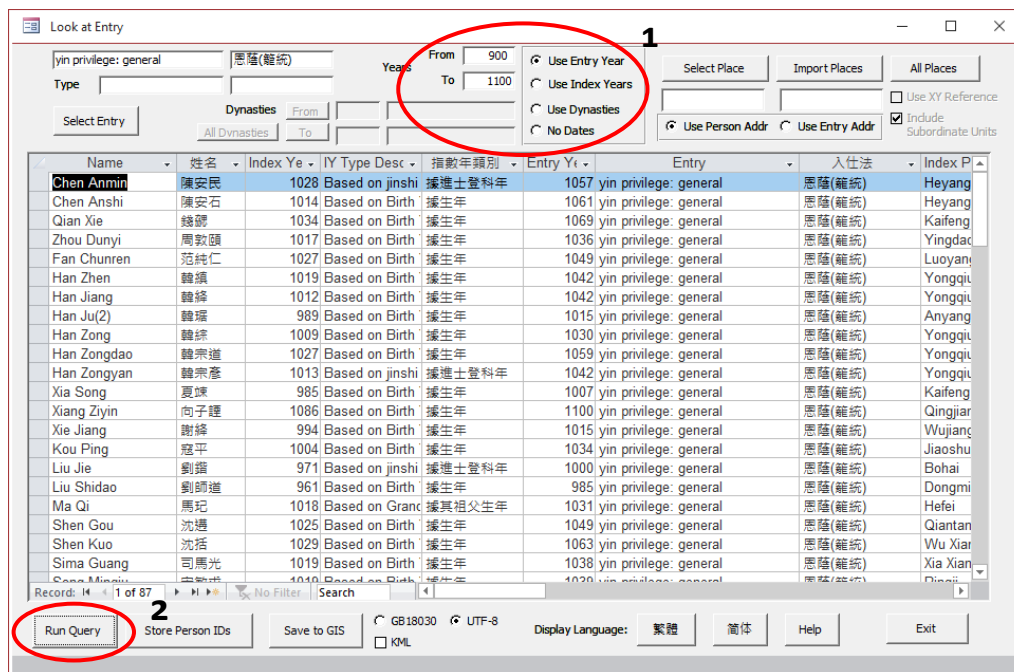 Look at Entry
1
yin privilege: general 恩蔭(籠統) Years From 900 Use Entry Year Select Place Import Places All Places
Type To 1100 Use Index Years Use XY Reference
Dynasties From Use Dynasties Include
Select Entry All Dynasties To No Dates Use Person Addr Use Entry Addr Subordinate Units
Name 姓名 Index Ye IY Type Desc 指數年類別 Entry Ye Entry 入仕法 Index P
Chen Anmin 陳安民 1028 Based on jinshi 據進士登科年 1057 yin privilege: general 恩蔭(籠統) Heyang
Chen Anshi 陳安石 1014 Based on Birth 據生年 1061 yin privilege: general 恩蔭(籠統) Heyang
Qian Xie 錢勰 1034 Based on Birth 據生年 1069 yin privilege: general 恩蔭(籠統) Kaifeng
Zhou Dunyi 周敦頤 1017 Based on Birth 據生年 1036 yin privilege: general 恩蔭(籠統) Yingdao
Fan Chunren 范純仁 1027 Based on Birth 據生年 1049 yin privilege: general 恩蔭(籠統) Luoyang
Han Zhen 韓縝 1019 Based on Birth 據生年 1042 yin privilege: general 恩蔭(籠統) Yongqiu
Han Jiang 韓絳 1012 Based on Birth 據生年 1042 yin privilege: general 恩蔭(籠統) Yongqiu
Han Ju(2) 韓琚 989 Based on Birth 據生年 1015 yin privilege: general 恩蔭(籠統) Anyang
Han Zong 韓綜 1009 Based on Birth 據生年 1030 yin privilege: general 恩蔭(籠統) Yongqiu
Han Zongdao 韓宗道 1027 Based on Birth 據生年 1059 yin privilege: general 恩蔭(籠統) Yongqiu
Han Zongyan 韓宗彥 1013 Based on jinshi 據進士登科年 1042 yin privilege: general 恩蔭(籠統) Yongqiu
Xia Song 夏竦 985 Based on Birth 據生年 1007 yin privilege: general 恩蔭(籠統) Kaifeng
Xiang Ziyin 向子諲 1086 Based on Birth 據生年 1100 yin privilege: general 恩蔭(籠統) Qingjiar
Xie Jiang 謝絳 994 Based on Birth 據生年 1015 yin privilege: general 恩蔭(籠統) Wujiang
Kou Ping 寇平 1004 Based on Birth 據生年 1034 yin privilege: general 恩蔭(籠統) Jiaoshu
Liu Jie 劉鍇 971 Based on jinshi 據進士登科年 1000 yin privilege: general 恩蔭(籠統) Bohai
Liu Shidao 劉師道 961 Based on Birth 據生年 985 yin privilege: general 恩蔭(籠統) Dongmi
Ma Qi 馬玘 1018 Based on Granc 據其祖父生年 1031 yin privilege: general 恩蔭(籠統) Hefei
Shen Gou 沈遘 1025 Based on Birth 據生年 1049 yin privilege: general 恩蔭(籠統) Qiantan
Shen Kuo 沈括 1029 Based on Birth 據生年 1063 yin privilege: general 恩蔭(籠統) Wu Xiar
Sima Guang 司馬光 1019 Based on Birth 據生年 1038 yin privilege: general 恩蔭(籠統) Xia Xian
Record: 1 of 87 No Filter Search
2
Run Query Store Person IDs Save to GIS GB18030 UTF-8 Display Language: 繁體 简体 Help Exit
KML